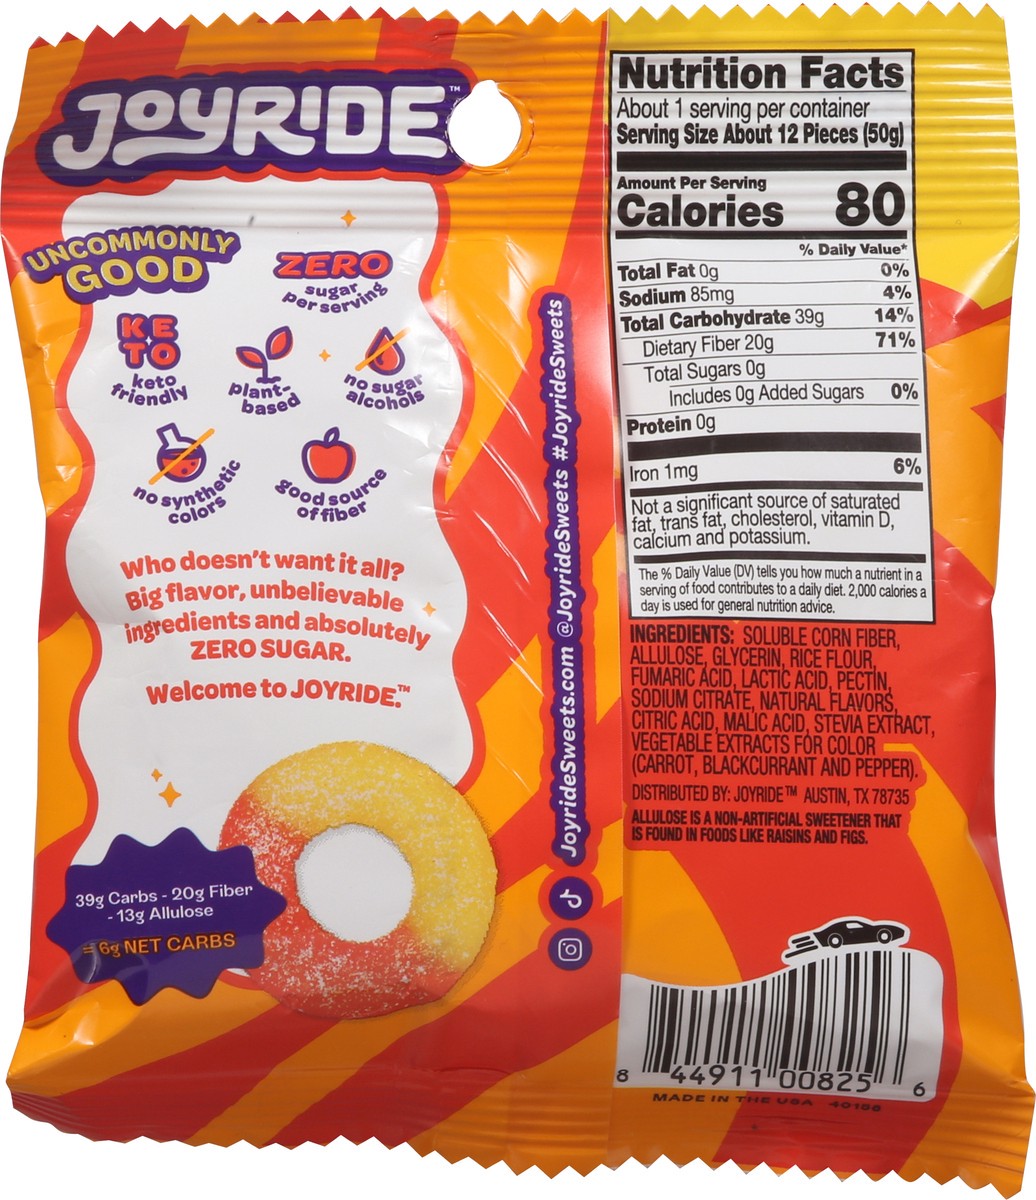 JOYRIDE™
UNCOMMONLY
GOOD
ZERO
sugar
per serving
KE
TO
keto
friendly
plant-
based
no sugar
alcohols
no synthetic
colors
good source
of fiber
Who doesn't want it all?
Big flavor, unbelievable
ingredients and absolutely
ZERO SUGAR.
Welcome to JOYRIDE.™
39g Carbs - 20g Fiber
- 13g Allulose
= 6g NET CARBS
JoyrideSweets.com @JoyrideSweets #JoyrideSweets
Nutrition Facts
About 1 serving per container
Serving Size About 12 Pieces (50g)
Amount Per Serving
Calories 80
% Daily Value*
Total Fat 0g 0%
Sodium 85mg 4%
Total Carbohydrate 39g 14%
Dietary Fiber 20g 71%
Total Sugars 0g
Includes 0g Added Sugars 0%
Protein 0g
Iron 1mg 6%
Not a significant source of saturated
fat, trans fat, cholesterol, vitamin D,
calcium and potassium.
The % Daily Value (DV) tells you how much a nutrient in a
serving of food contributes to a daily diet. 2,000 calories a
day is used for general nutrition advice.
INGREDIENTS: SOLUBLE CORN FIBER,
ALLULOSE, GLYCERIN, RICE FLOUR,
FUMARIC ACID, LACTIC ACID, PECTIN,
SODIUM CITRATE, NATURAL FLAVORS,
CITRIC ACID, MALIC ACID, STEVIA EXTRACT,
VEGETABLE EXTRACTS FOR COLOR
(CARROT, BLACKCURRANT AND PEPPER).
DISTRIBUTED BY: JOYRIDE™ AUSTIN, TX 78735
ALLULOSE IS A NON-ARTIFICIAL SWEETENER THAT
IS FOUND IN FOODS LIKE RAISINS AND FIGS.
8 44911 00825 6
MADE IN THE USA 40186